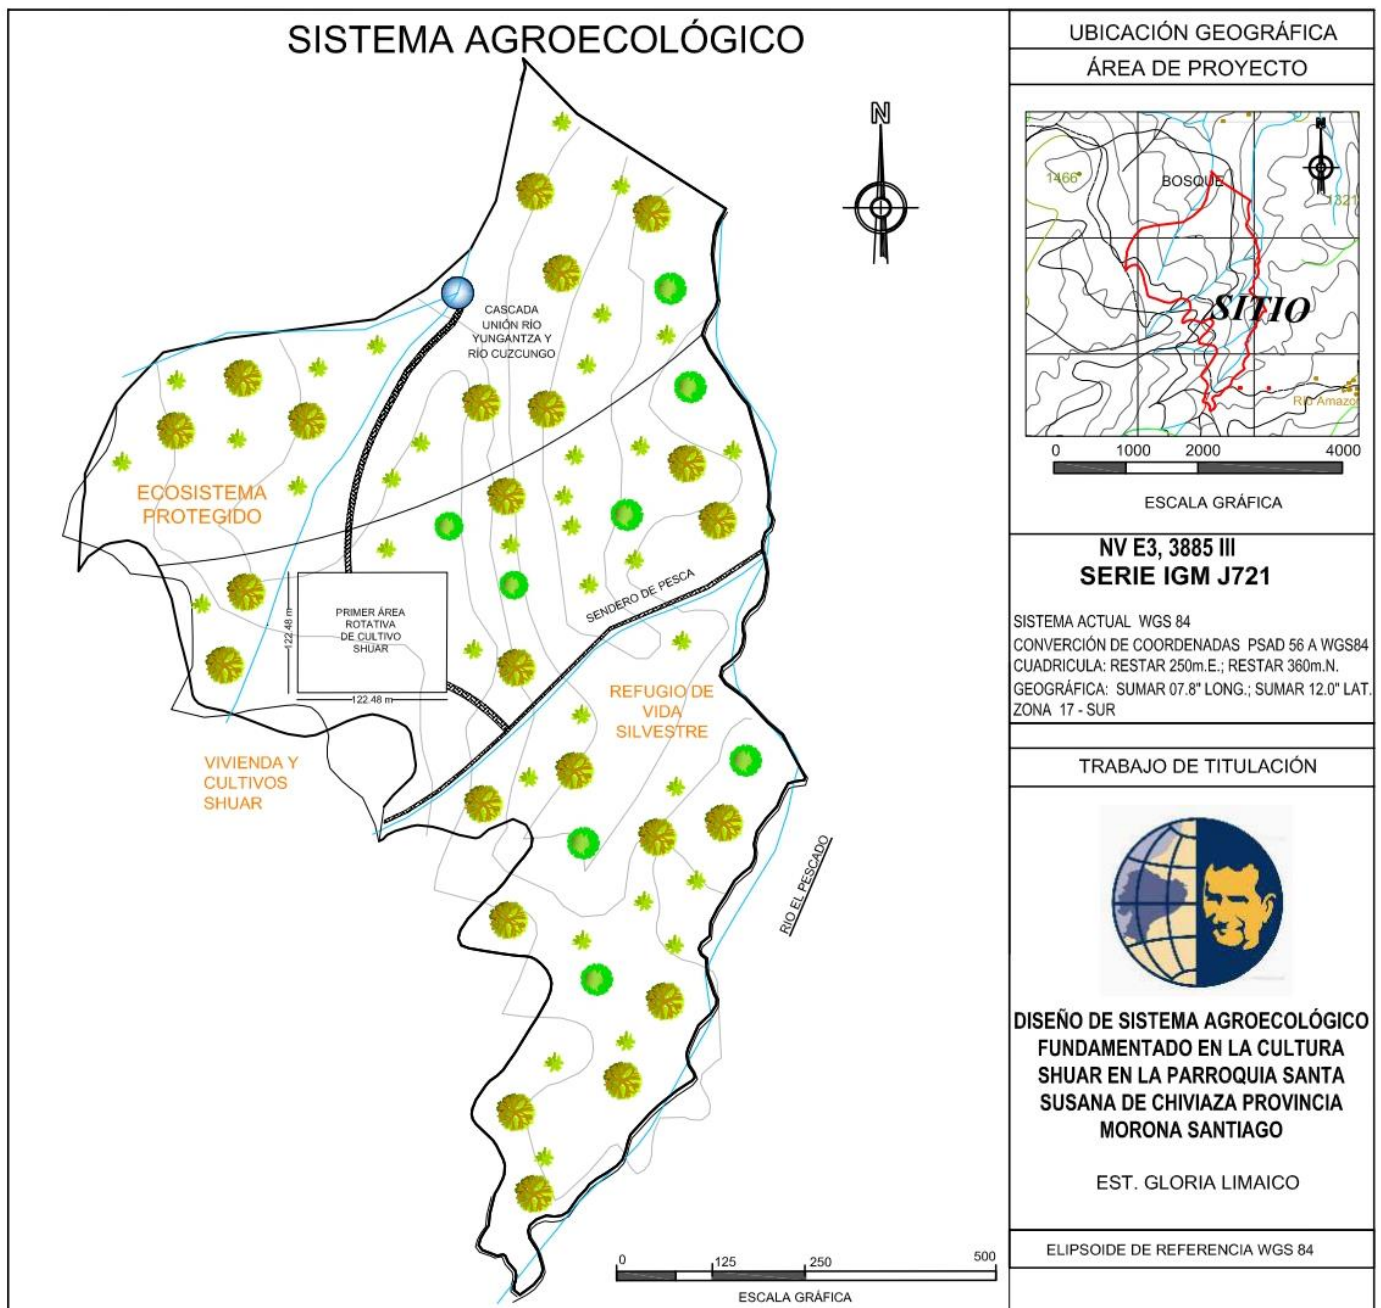 SISTEMA AGROECOLÓGICO
N
CASCADA
UNIÓN RÍO
YUNGANTZA Y
RÍO CUZCUNGO
ECOSISTEMA
PROTEGIDO
PRIMER ÁREA
ROTATIVA
DE CULTIVO
SHUAR
122.48 m
122.48 m
SENDERO DE PESCA
REFUGIO DE
VIDA
SILVESTRE
VIVIENDA Y
CULTIVOS
SHUAR
RIO EL PESCADO
0 125 250 500
ESCALA GRÁFICA
UBICACIÓN GEOGRÁFICA
ÁREA DE PROYECTO
N
1466
BOSQUE
1321
SITIO
Río Amazo
0 1000 2000 4000
ESCALA GRÁFICA
NV E3, 3885 III
SERIE IGM J721
SISTEMA ACTUAL WGS 84
CONVERCIÓN DE COORDENADAS PSAD 56 A WGS84
CUADRICULA: RESTAR 250m.E.; RESTAR 360m.N.
GEOGRÁFICA: SUMAR 07.8" LONG.; SUMAR 12.0" LAT.
ZONA 17 - SUR
TRABAJO DE TITULACIÓN
DISEÑO DE SISTEMA AGROECOLÓGICO
FUNDAMENTADO EN LA CULTURA
SHUAR EN LA PARROQUIA SANTA
SUSANA DE CHIVIAZA PROVINCIA
MORONA SANTIAGO
EST. GLORIA LIMAICO
ELIPSOIDE DE REFERENCIA WGS 84